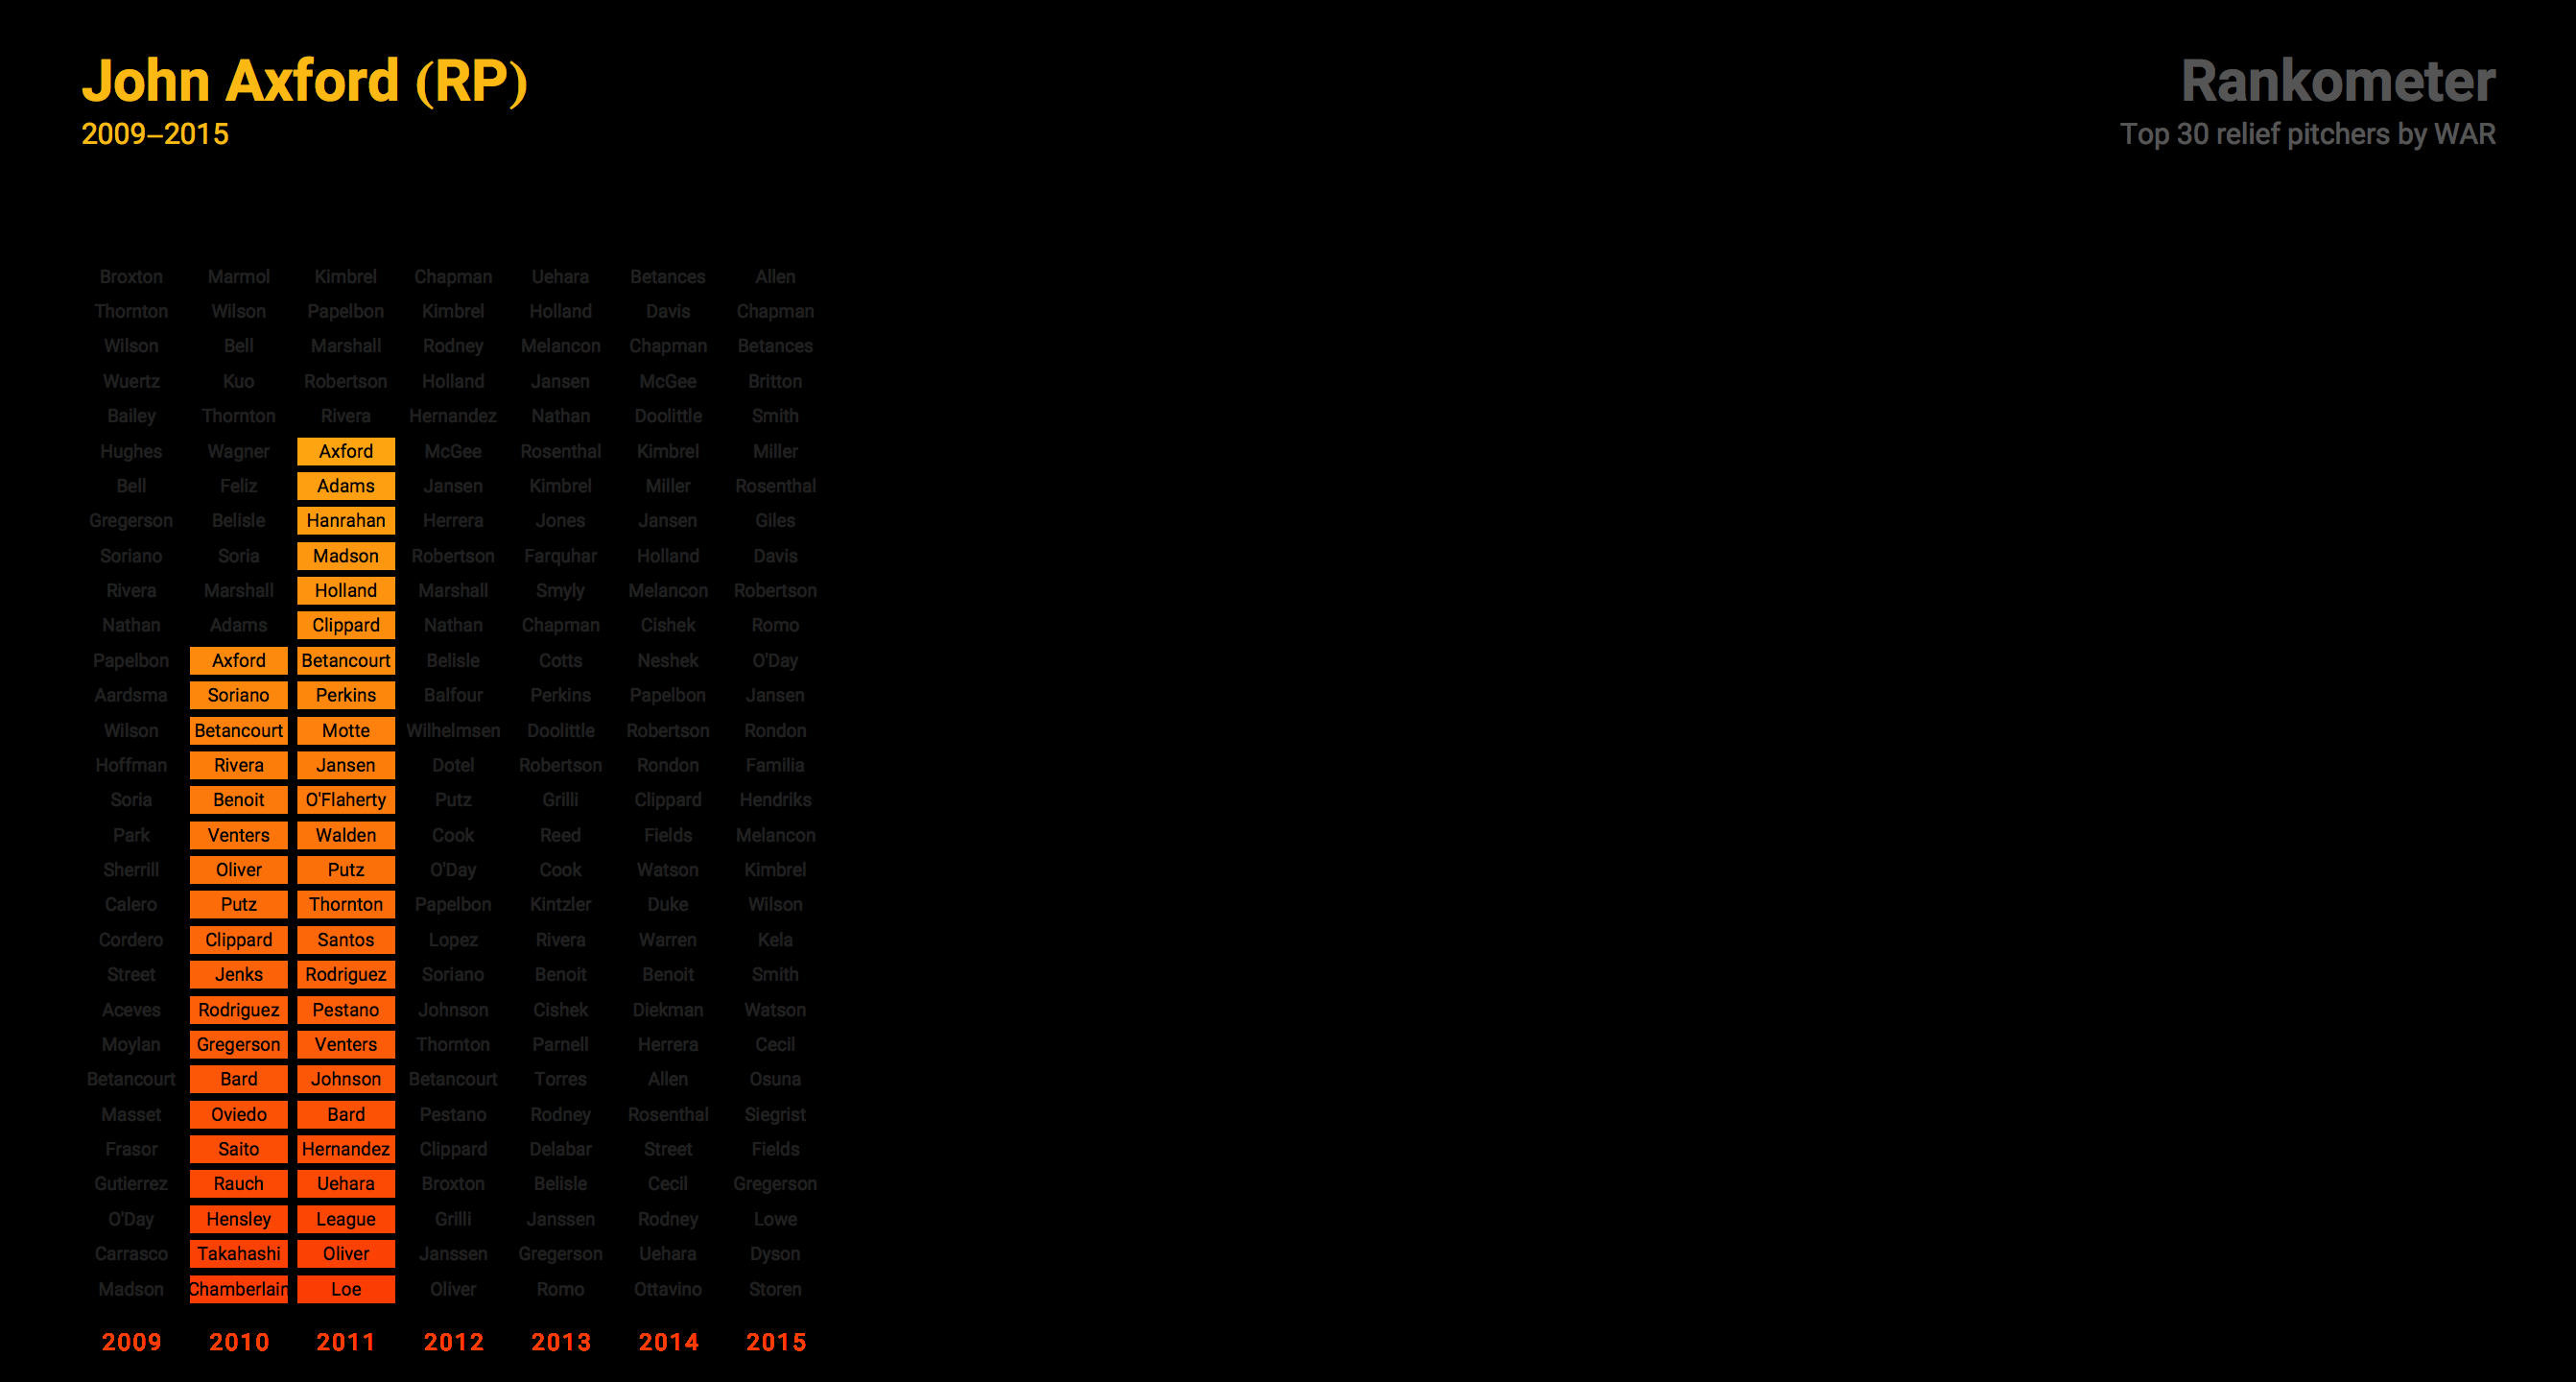 John Axford (RP)
2009–2015
Rankometer
Top 30 relief pitchers by WAR
Broxton Marmol Kimbrel Chapman Uehara Betances Allen
Thornton Wilson Papelbon Kimbrel Holland Davis Chapman
Wilson Bell Marshall Rodney Melancon Chapman Betances
Wuertz Kuo Robertson Holland Jansen McGee Britton
Bailey Thornton Rivera Hernandez Nathan Doolittle Smith
Hughes Wagner Axford McGee Rosenthal Kimbrel Miller
Bell Feliz Adams Jansen Kimbrel Miller Rosenthal
Gregerson Belisle Hanrahan Herrera Jones Jansen Giles
Soriano Soria Madson Robertson Farquhar Holland Davis
Rivera Marshall Holland Marshall Smyly Melancon Robertson
Nathan Adams Clippard Nathan Chapman Cishek Romo
Papelbon Axford Betancourt Belisle Cotts Neshek O'Day
Aardsma Soriano Perkins Balfour Perkins Papelbon Jansen
Wilson Betancourt Motte Wilhelmsen Doolittle Robertson Rondon
Hoffman Rivera Jansen Dotel Robertson Rondon Familia
Soria Benoit O'Flaherty Putz Grilli Clippard Hendriks
Park Venters Walden Cook Reed Fields Melancon
Sherrill Oliver Putz O'Day Cook Watson Kimbrel
Calero Putz Thornton Papelbon Kintzler Duke Wilson
Cordero Clippard Santos Lopez Rivera Warren Kela
Street Jenks Rodriguez Soriano Benoit Benoit Smith
Aceves Rodriguez Pestano Johnson Cishek Diekman Watson
Moylan Gregerson Venters Thornton Parnell Herrera Cecil
Betancourt Bard Johnson Betancourt Torres Allen Osuna
Masset Oviedo Bard Pestano Rodney Rosenthal Siegrist
Frasor Saito Hernandez Clippard Delabar Street Fields
Gutierrez Rauch Uehara Broxton Belisle Cecil Gregerson
O'Day Hensley League Grilli Janssen Rodney Lowe
Carrasco Takahashi Oliver Janssen Gregerson Uehara Dyson
Madson Chamberlain Loe Oliver Romo Ottavino Storen
2009 2010 2011 2012 2013 2014 2015